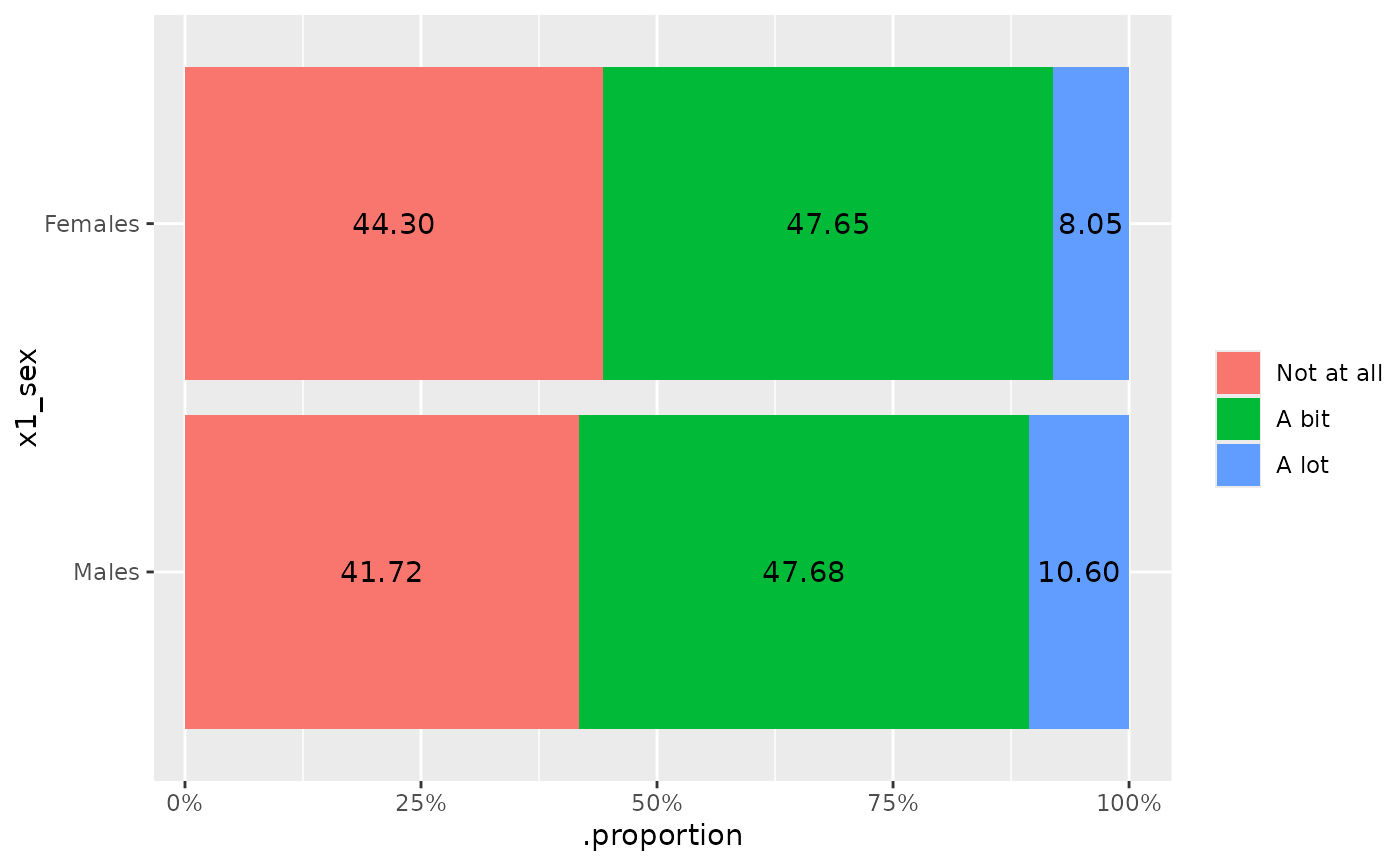 Females
44.30
47.65
8.05
x1_sex
Males
41.72
47.68
10.60
0%
25%
50%
75%
100%
.proportion
Not at all
A bit
A lot